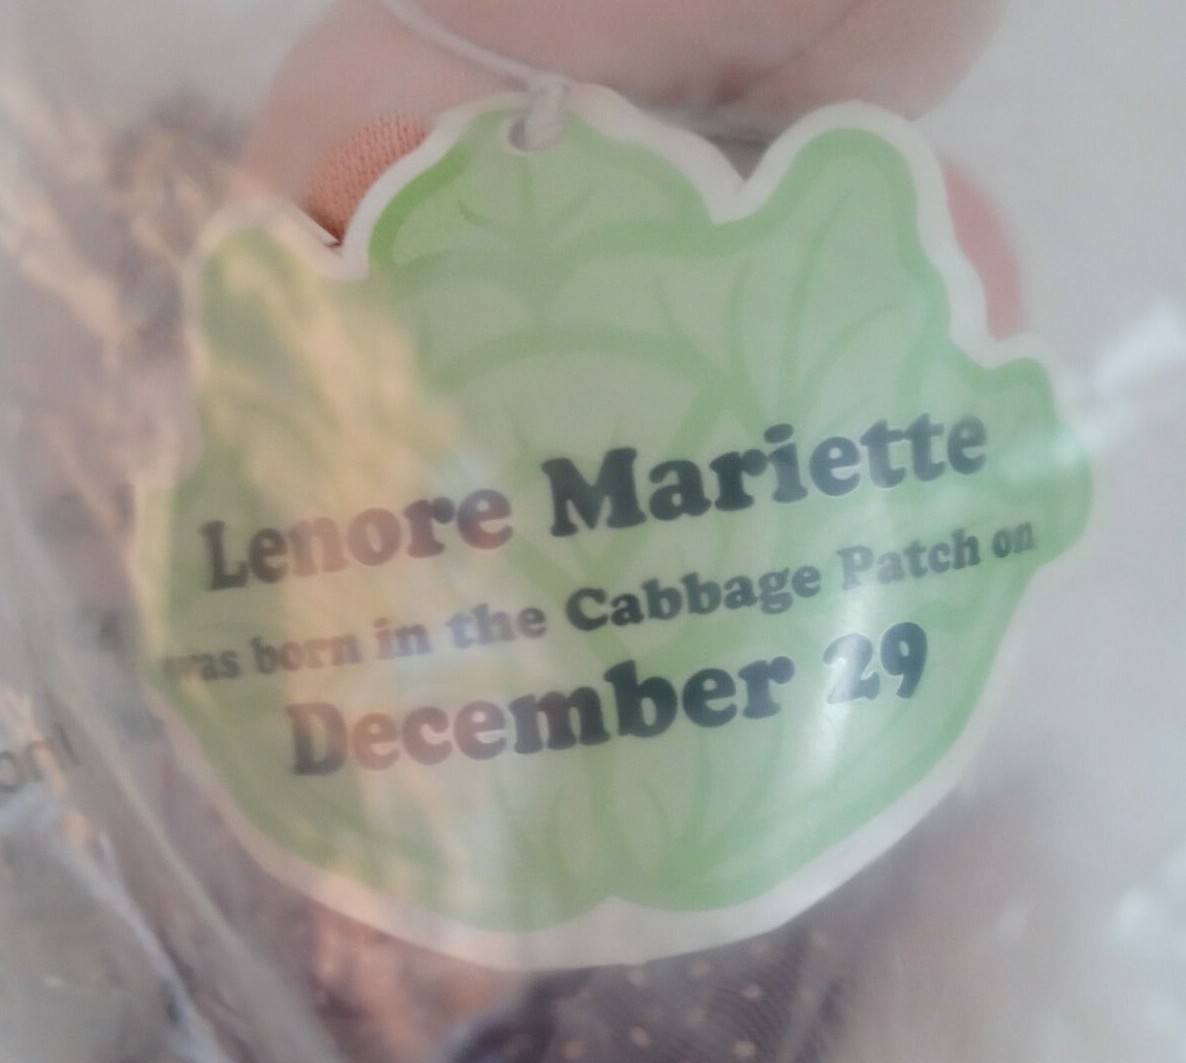 Lenore Mariette
was born in the Cabbage Patch on
December 29